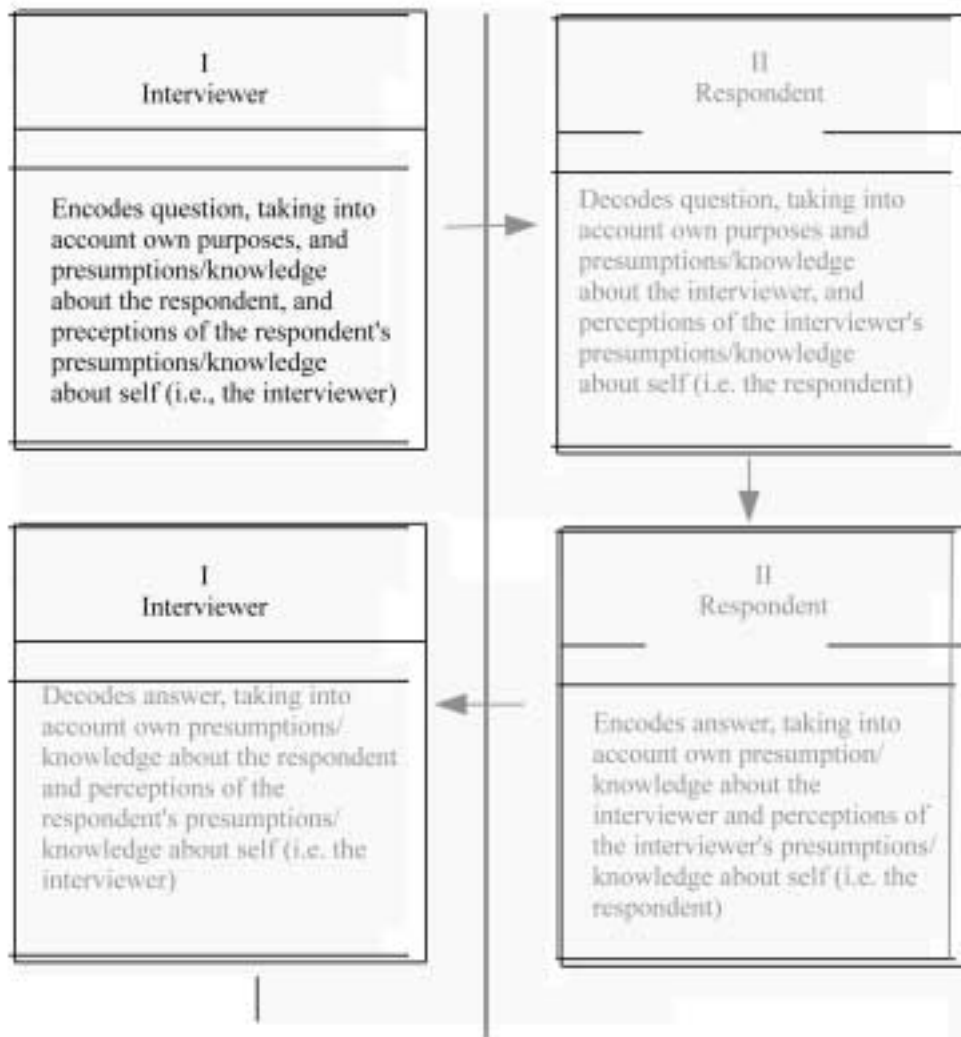 I
Interviewer
Encodes question, taking into
account own purposes, and
presumptions/knowledge
about the respondent, and
preceptions of the respondent's
presumptions/knowledge
about self (i.e., the interviewer)
II
Respondent
Decodes question, taking into
account own purposes and
presumptions/knowledge
about the interviewer, and
perceptions of the interviewer's
presumptions/knowledge
about self (i.e. the respondent)
I
Interviewer
Decodes answer, taking into
account own presumptions/
knowledge about the respondent
and perceptions of the
respondent's presumptions/
knowledge about self (i.e. the
interviewer)
II
Respondent
Encodes answer, taking into
account own presumption/
knowledge about the
interviewer and perceptions of
the interviewer's presumptions/
knowledge about self (i.e. the
respondent)